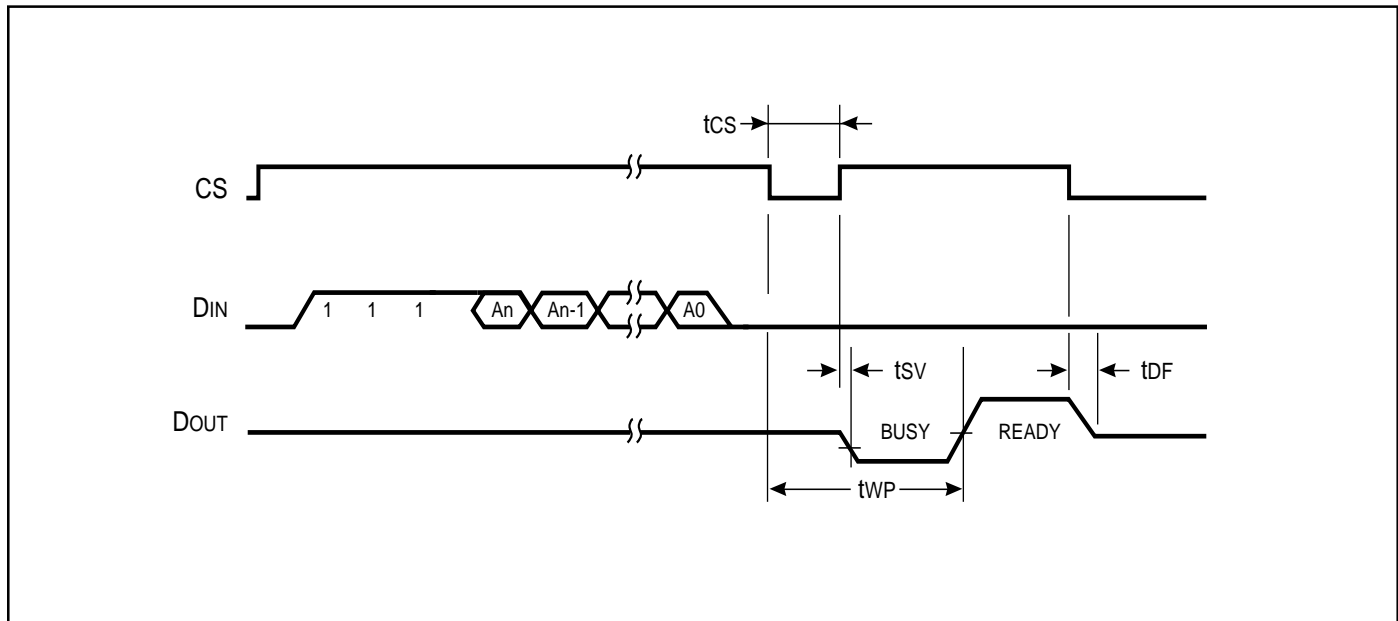 tCS
CS
DIN
1 1 1 An An-1 A0
tSV
tDF
DOUT
BUSY
READY
tWP